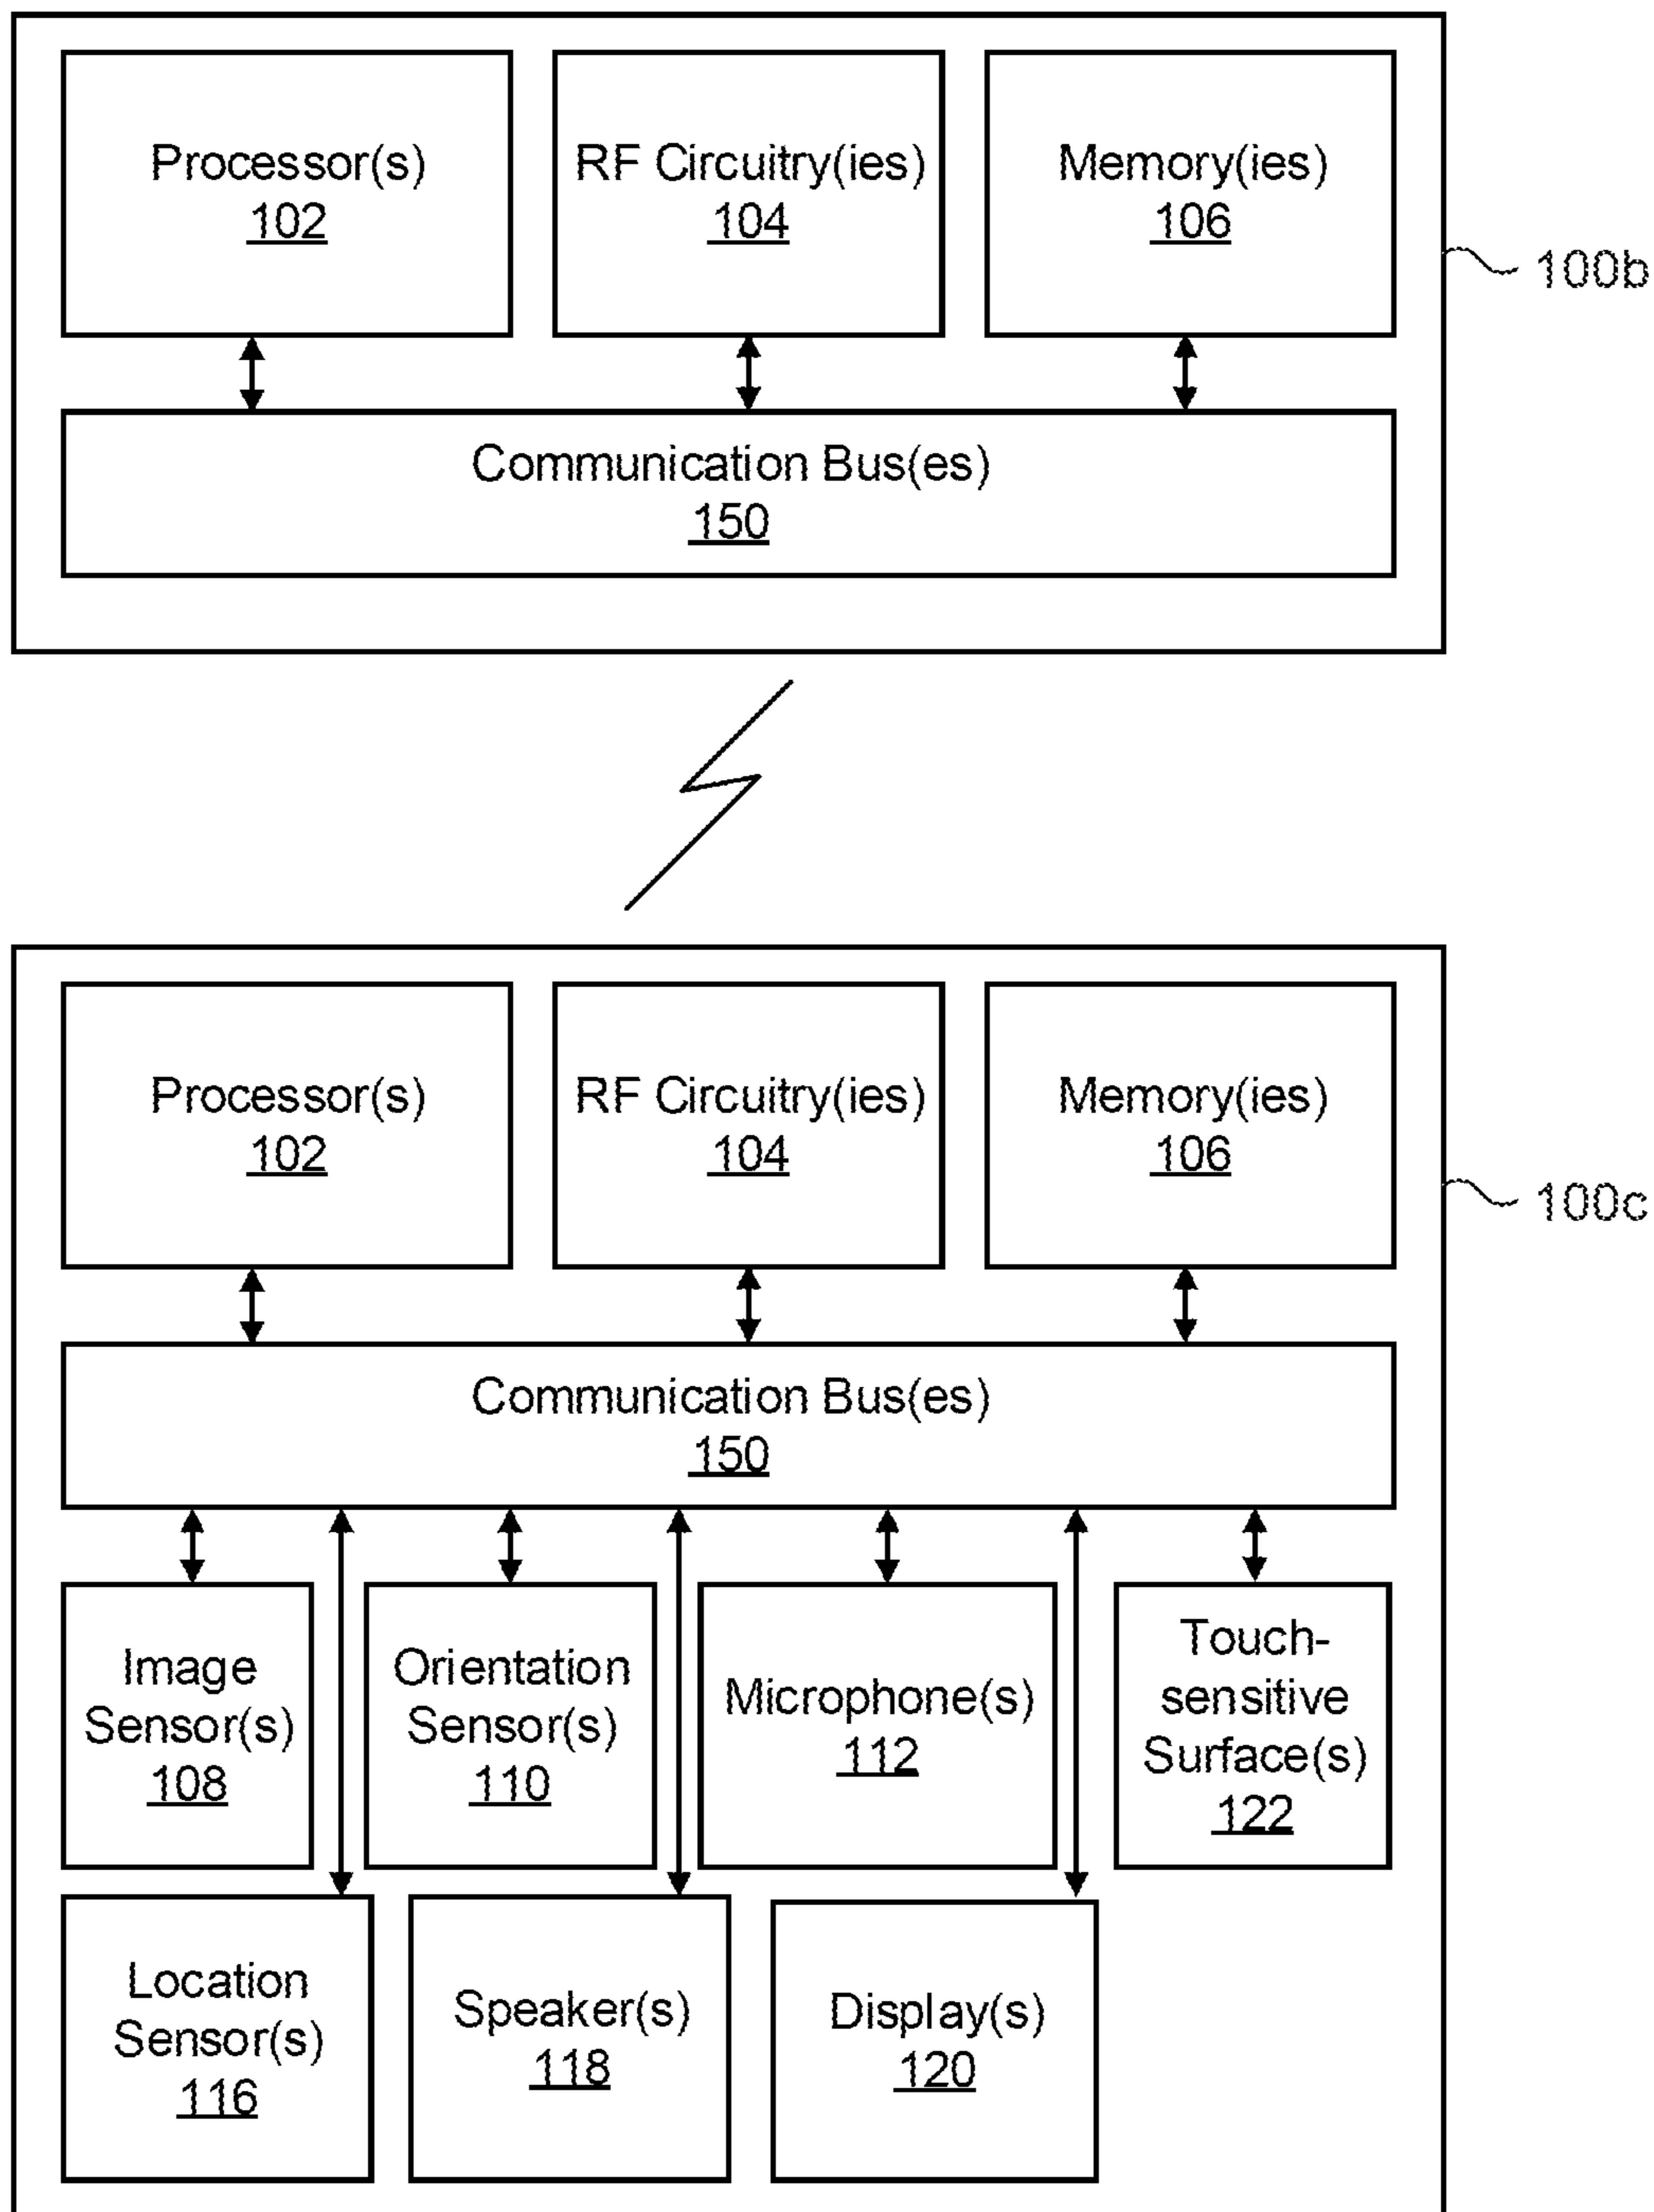 Processor(s)
102
RF Circuitry(ies)
104
Memory(ies)
106
100b
Communication Bus(es)
150
Processor(s)
102
RF Circuitry(ies)
104
Memory(ies)
106
100c
Communication Bus(es)
150
Image
Sensor(s)
108
Orientation
Sensor(s)
110
Microphone(s)
112
Touch-
sensitive
Surface(s)
122
Location
Sensor(s)
116
Speaker(s)
118
Display(s)
120